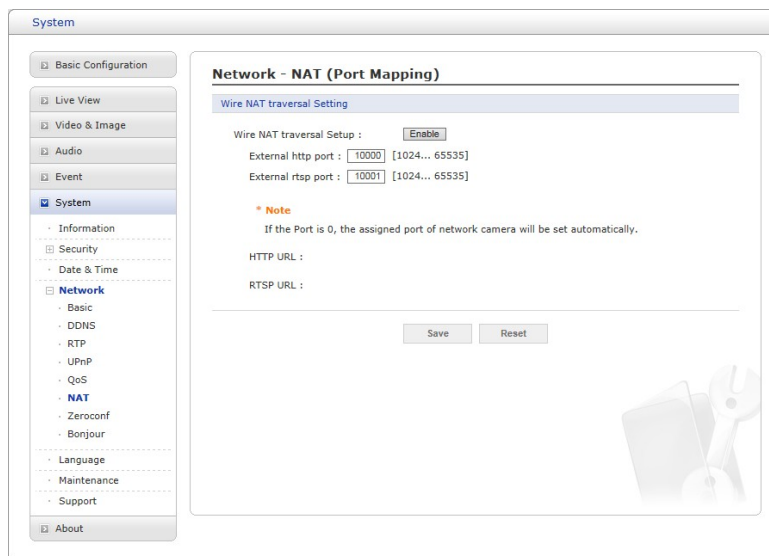 System
Basic Configuration
Live View
Video & Image
Audio
Event
System
Information
Security
Date & Time
Network
Basic
DDNS
RTP
UPnP
QoS
NAT
Zeroconf
Bonjour
Language
Maintenance
Support
About
Network - NAT (Port Mapping)
Wire NAT traversal Setting
Wire NAT traversal Setup : Enable
External http port : 10000 [1024... 65535]
External rtsp port : 10001 [1024... 65535]
* Note
If the Port is 0, the assigned port of network camera will be set automatically.
HTTP URL :
RTSP URL :
Save Reset